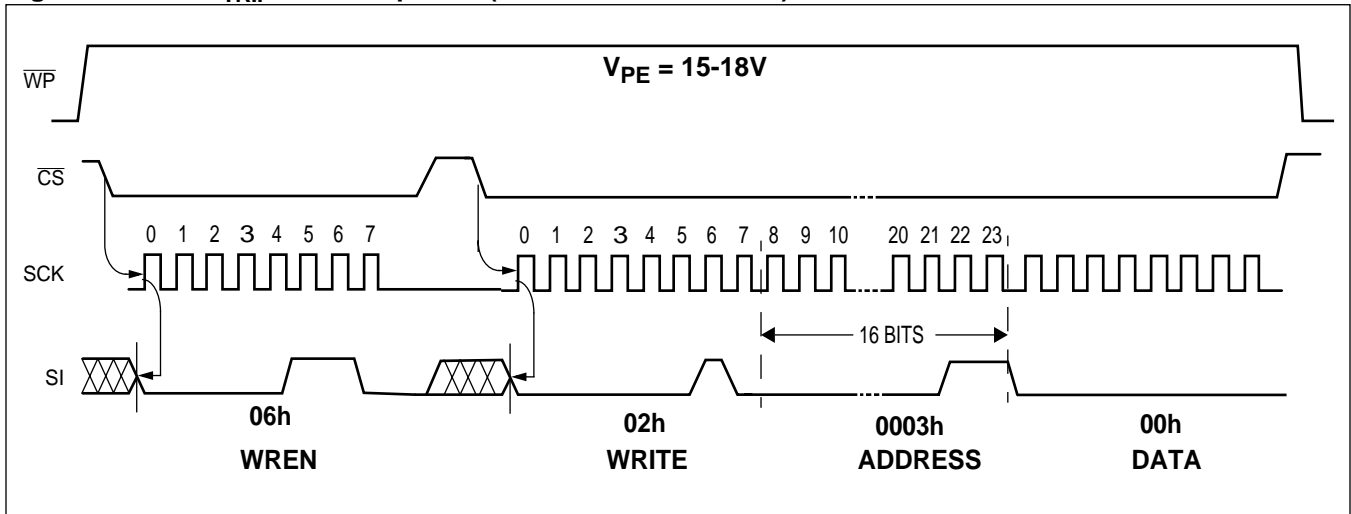 V_PE = 15-18V
WP
CS
0 1 2 3 4 5 6 7
0 1 2 3 4 5 6 7 8 9 10 20 21 22 23
SCK
16 BITS
SI
06h
02h
0003h
00h
WREN
WRITE
ADDRESS
DATA